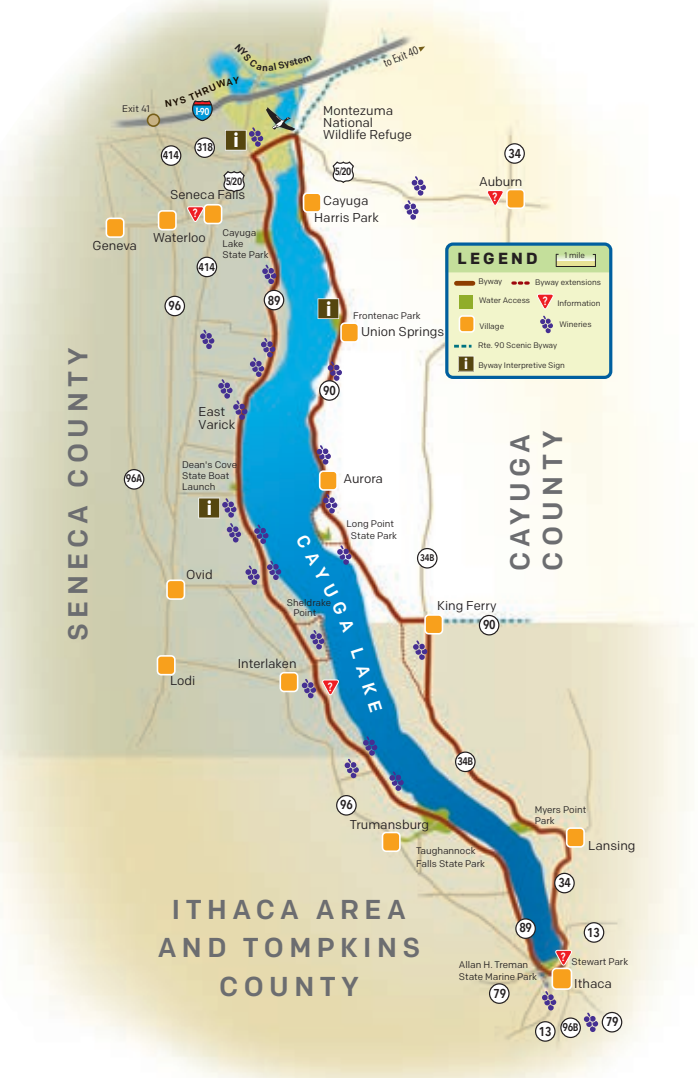 NYS Canal System
to Exit 40
NYS THRUWAY
I-90
Exit 41
Montezuma
National
Wildlife Refuge
i
318
414
5/20
5/20
34
Auburn
Seneca Falls
?
?
Cayuga
Harris Park
Geneva
Waterloo
Cayuga
Lake
State Park
414
96
89
LEGEND
1 mile
Byway
Byway extensions
Water Access
?
Information
Village
Wineries
Rte. 90 Scenic Byway
i
Byway Interpretive Sign
i
Frontenac Park
Union Springs
90
East
Varick
SENECA COUNTY
CAYUGA
COUNTY
96A
Dean's Cove
State Boat
Launch
i
Aurora
Long Point
State Park
CAYUGA LAKE
34B
Ovid
Sheldrake
Point
King Ferry
90
Interlaken
Lodi
?
34B
96
Trumansburg
Myers Point
Park
Lansing
Taughannock
Falls State Park
34
ITHACA AREA
AND TOMPKINS
COUNTY
89
13
?
Stewart Park
Allan H. Treman
State Marine Park
Ithaca
79
13
96B
79